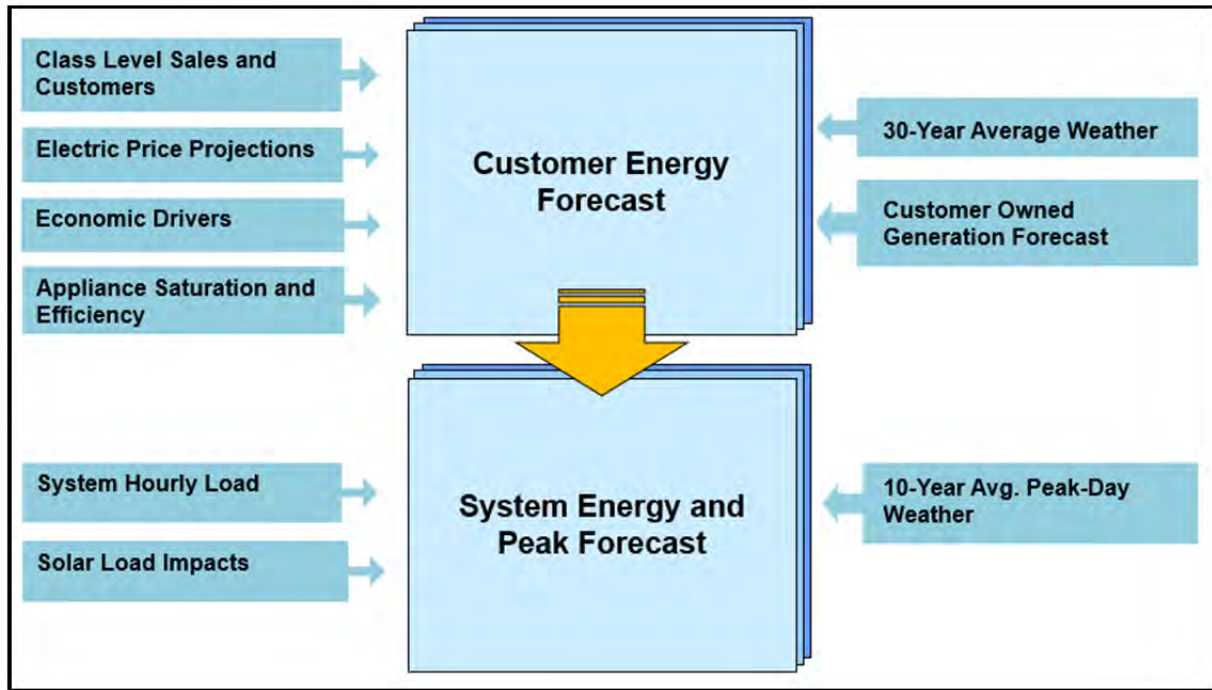 Class Level Sales and
Customers
Electric Price Projections
Economic Drivers
Appliance Saturation and
Efficiency
Customer Energy
Forecast
30-Year Average Weather
Customer Owned
Generation Forecast
System Hourly Load
Solar Load Impacts
System Energy and
Peak Forecast
10-Year Avg. Peak-Day
Weather